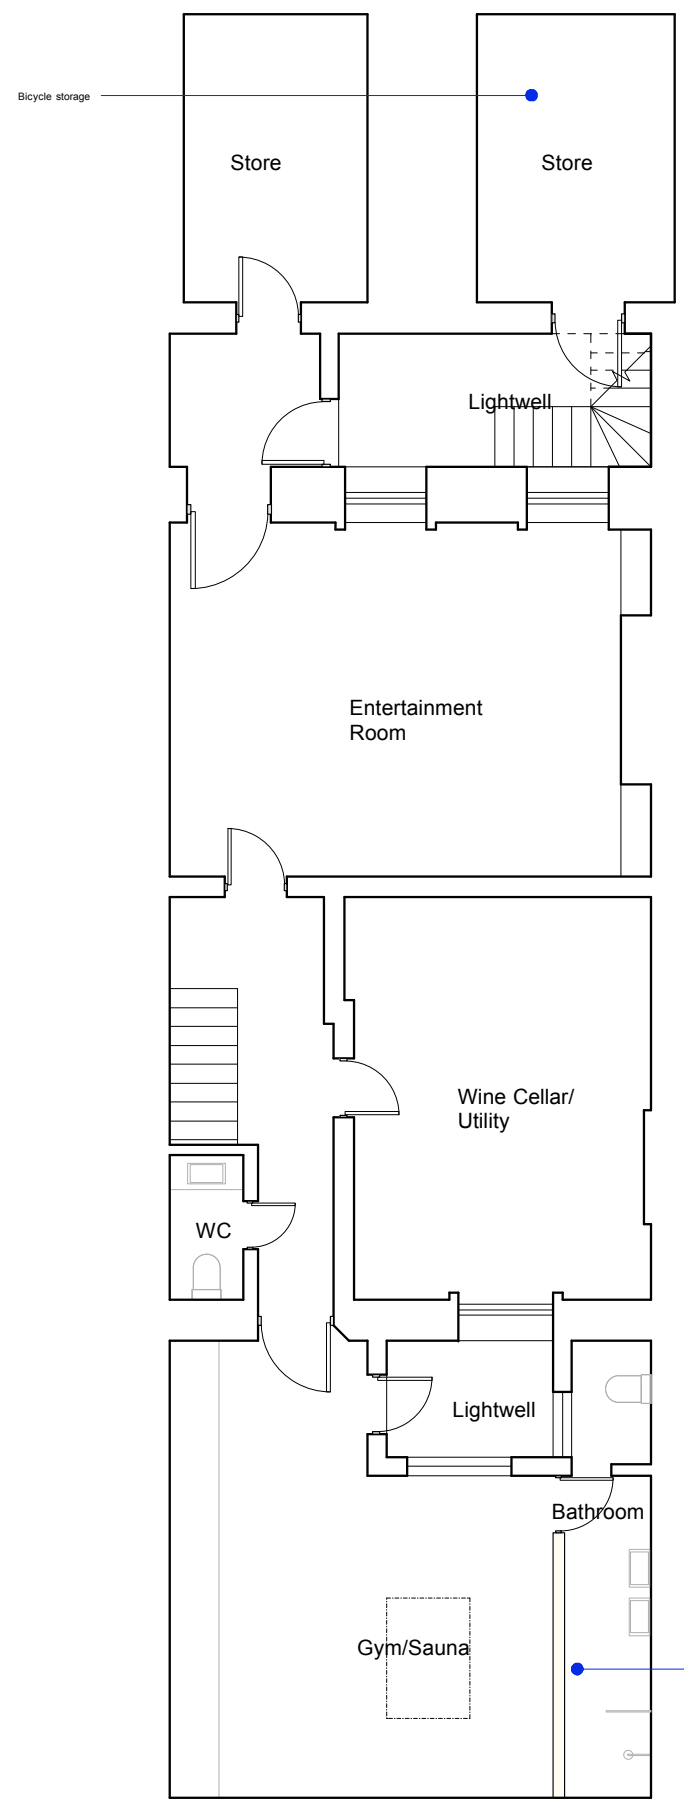 Bicycle storage
Store
Store
Lightwell
Entertainment
Room
Wine Cellar/
Utility
WC
Lightwell
Bathroom
Gym/Sauna